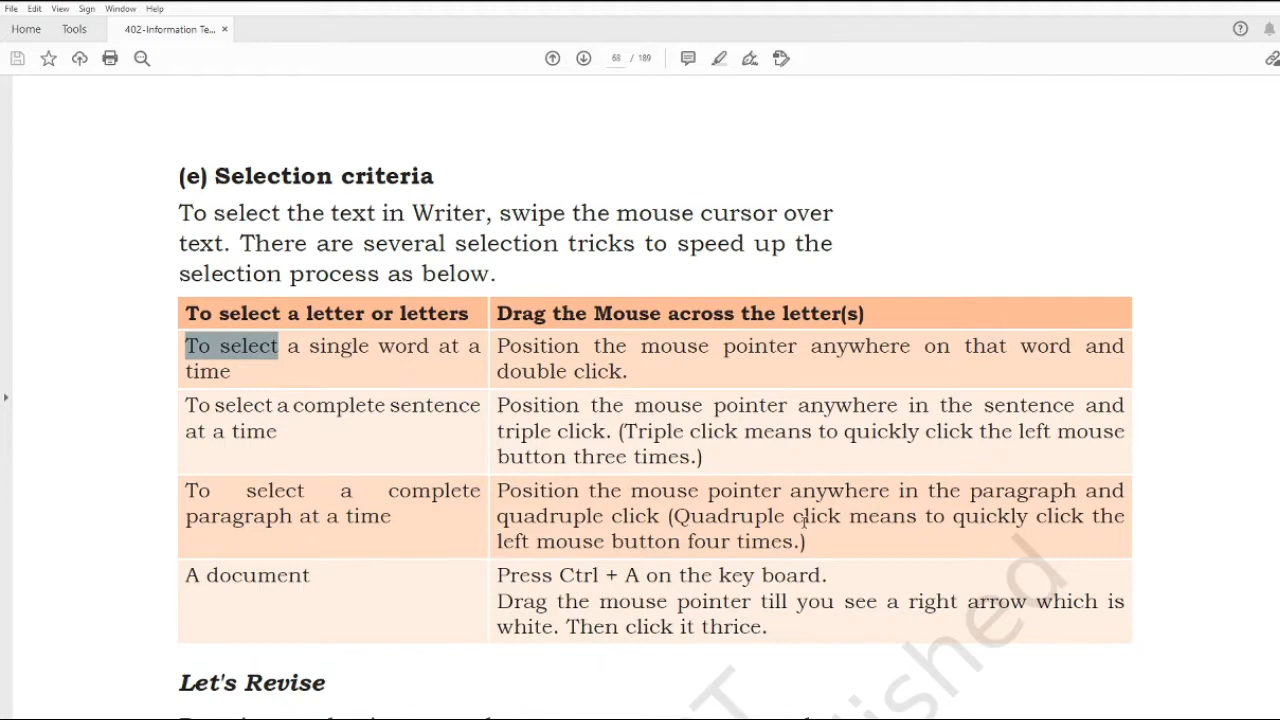 File Edit View Sign Window Help
Home Tools 402-Information Te... ×
68 / 189
(e) Selection criteria
To select the text in Writer, swipe the mouse cursor over
text. There are several selection tricks to speed up the
selection process as below.
To select a letter or letters Drag the Mouse across the letter(s)
To select a single word at a Position the mouse pointer anywhere on that word and
time double click.
To select a complete sentence Position the mouse pointer anywhere in the sentence and
at a time triple click. (Triple click means to quickly click the left mouse
button three times.)
To select a complete Position the mouse pointer anywhere in the paragraph and
paragraph at a time quadruple click (Quadruple click means to quickly click the
left mouse button four times.)
A document Press Ctrl + A on the key board.
Drag the mouse pointer till you see a right arrow which is
white. Then click it thrice.
Let's Revise